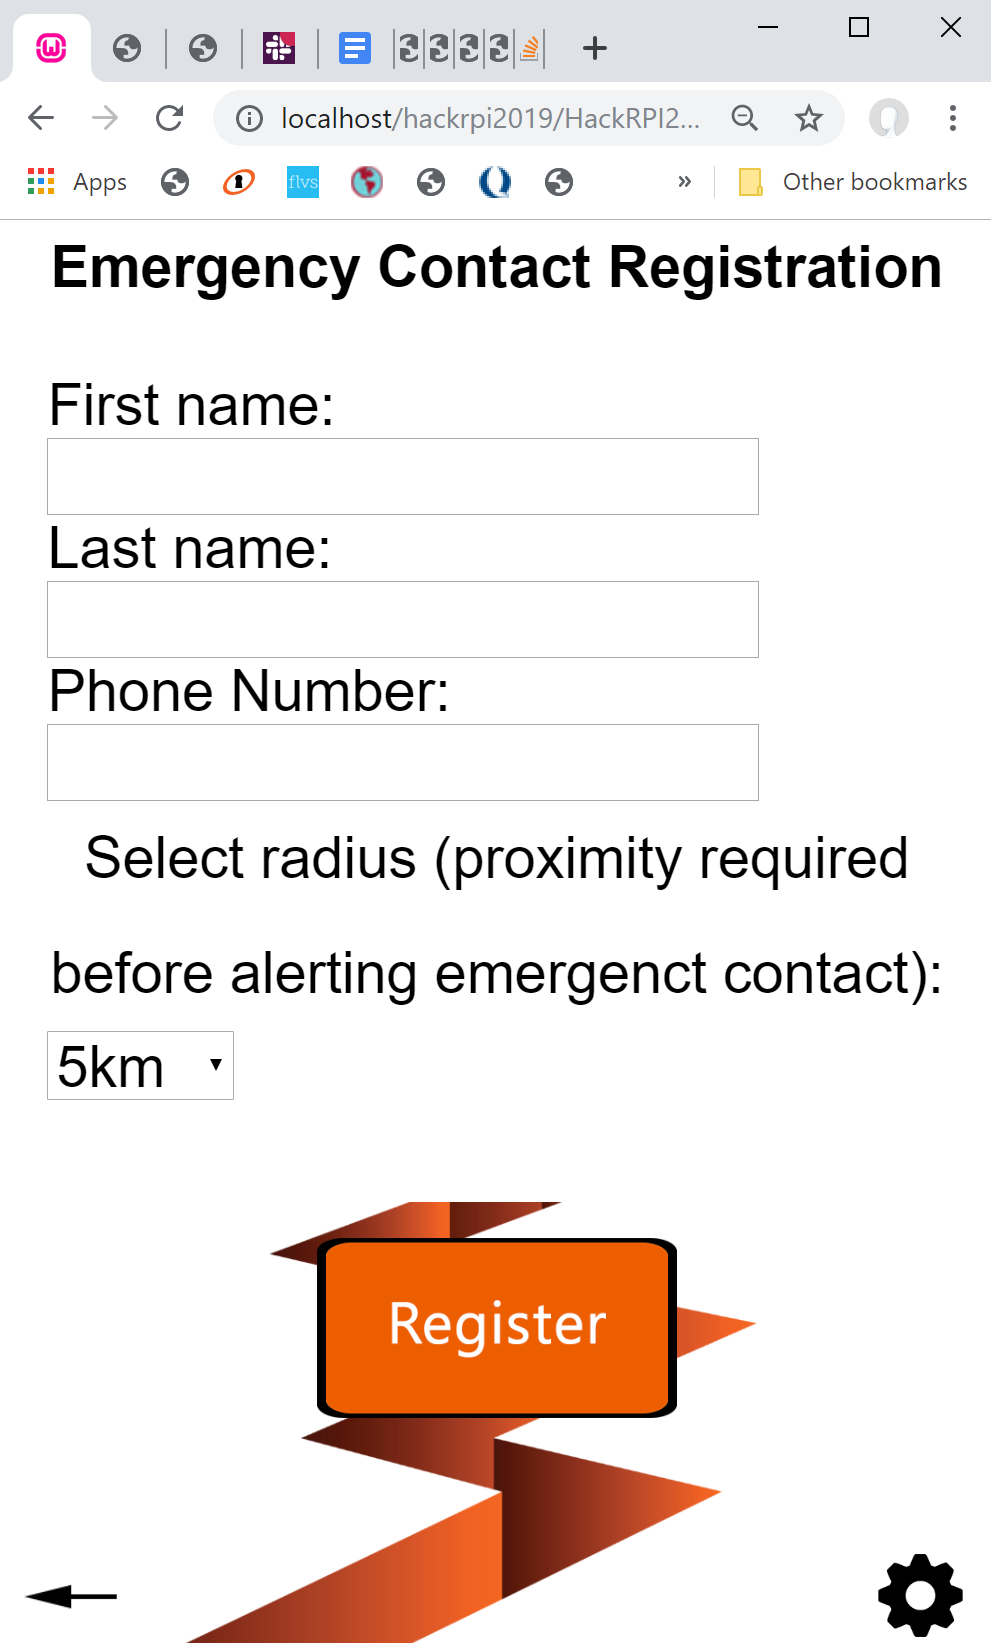 localhost/hackrpi2019/HackRPI2...
Apps
flvs
»
Other bookmarks
Emergency Contact Registration
First name:
Last name:
Phone Number:
Select radius (proximity required
before alerting emergenct contact):
5km
Register